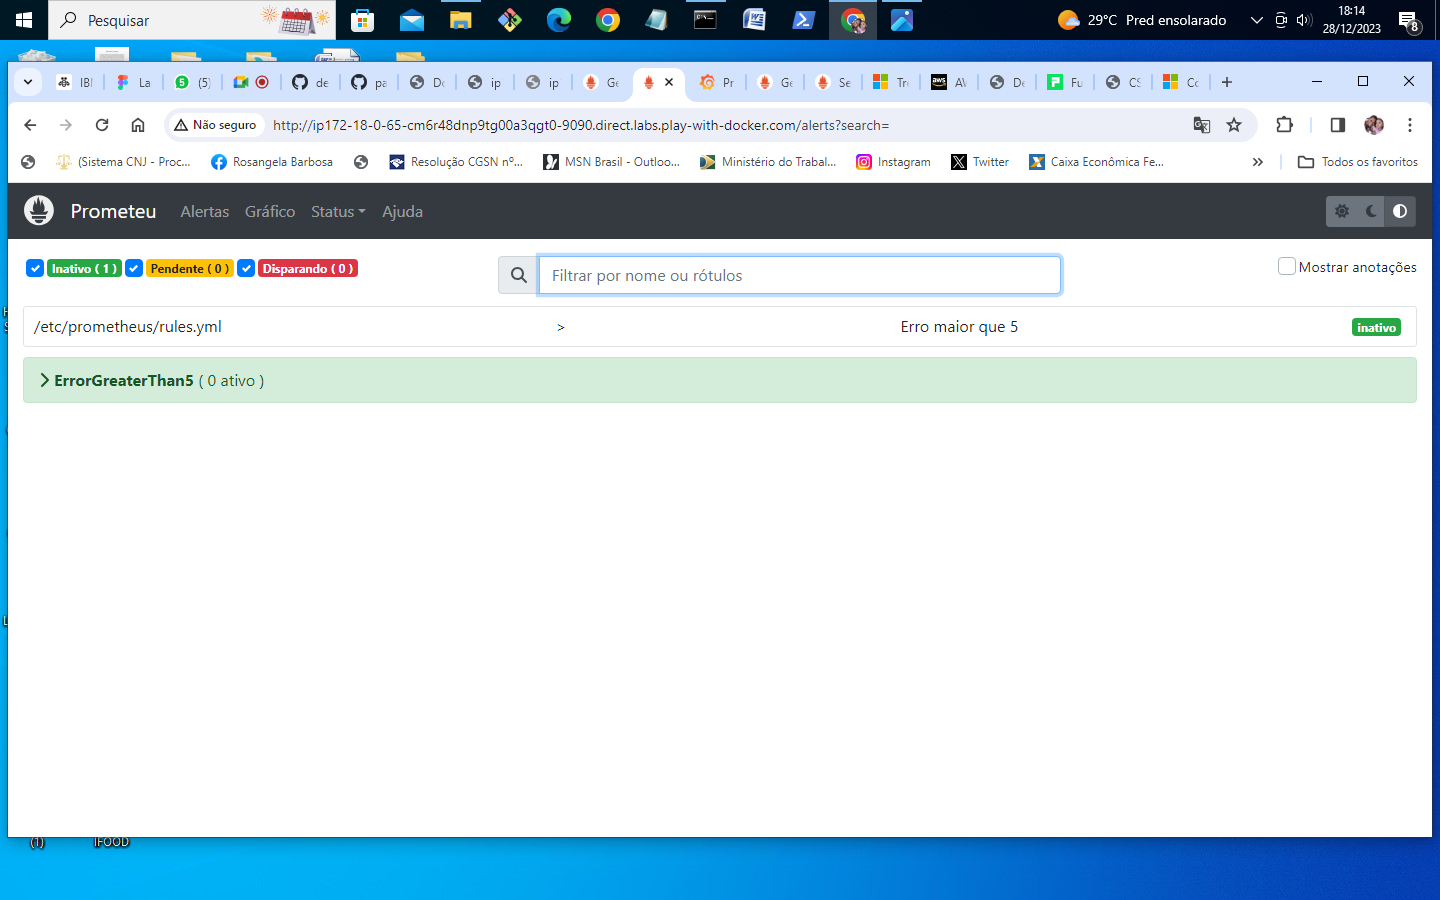 Pesquisar
29°C Pred ensolarado
18:14
28/12/2023
8
IBI
La
(5)
de
pa
Dc
ip
ip
Ge
Pr
Ge
Se
Tr
AV
De
Fu
CS
Cc
Não seguro
http://ip172-18-0-65-cm6r48dnp9tg00a3qgt0-9090.direct.labs.play-with-docker.com/alerts?search=
(Sistema CNJ - Proc...
Rosangela Barbosa
Resolução CGSN nº...
MSN Brasil - Outloo...
Ministério do Trabal...
Instagram
Twitter
Caixa Econômica Fe...
Todos os favoritos
Prometeu
Alertas
Gráfico
Status
Ajuda
Inativo ( 1 )
Pendente ( 0 )
Disparando ( 0 )
Filtrar por nome ou rótulos
Mostrar anotações
/etc/prometheus/rules.yml
>
Erro maior que 5
inativo
ErrorGreaterThan5 ( 0 ativo )
(1)
IFOOD